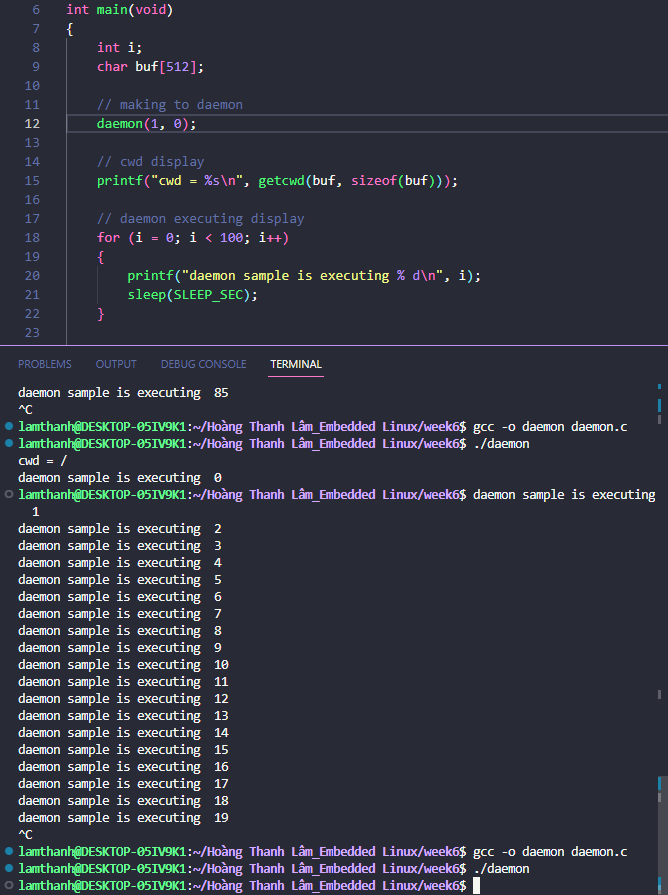 6 int main(void)
7 {
8 int i;
9 char buf[512];
10
11 // making to daemon
12 daemon(1, 0);
13
14 // cwd display
15 printf("cwd = %s\n", getcwd(buf, sizeof(buf)));
16
17 // daemon executing display
18 for (i = 0; i < 100; i++)
19 {
20 printf("daemon sample is executing % d\n", i);
21 sleep(SLEEP_SEC);
22 }
23
PROBLEMS OUTPUT DEBUG CONSOLE TERMINAL
daemon sample is executing  85
^C
lamthanh@DESKTOP-05IV9K1:~/Hoàng Thanh Lâm_Embedded Linux/week6$ gcc -o daemon daemon.c
lamthanh@DESKTOP-05IV9K1:~/Hoàng Thanh Lâm_Embedded Linux/week6$ ./daemon
cwd = /
daemon sample is executing  0
lamthanh@DESKTOP-05IV9K1:~/Hoàng Thanh Lâm_Embedded Linux/week6$ daemon sample is executing
1
daemon sample is executing  2
daemon sample is executing  3
daemon sample is executing  4
daemon sample is executing  5
daemon sample is executing  6
daemon sample is executing  7
daemon sample is executing  8
daemon sample is executing  9
daemon sample is executing  10
daemon sample is executing  11
daemon sample is executing  12
daemon sample is executing  13
daemon sample is executing  14
daemon sample is executing  15
daemon sample is executing  16
daemon sample is executing  17
daemon sample is executing  18
daemon sample is executing  19
^C
lamthanh@DESKTOP-05IV9K1:~/Hoàng Thanh Lâm_Embedded Linux/week6$ gcc -o daemon daemon.c
lamthanh@DESKTOP-05IV9K1:~/Hoàng Thanh Lâm_Embedded Linux/week6$ ./daemon
lamthanh@DESKTOP-05IV9K1:~/Hoàng Thanh Lâm_Embedded Linux/week6$